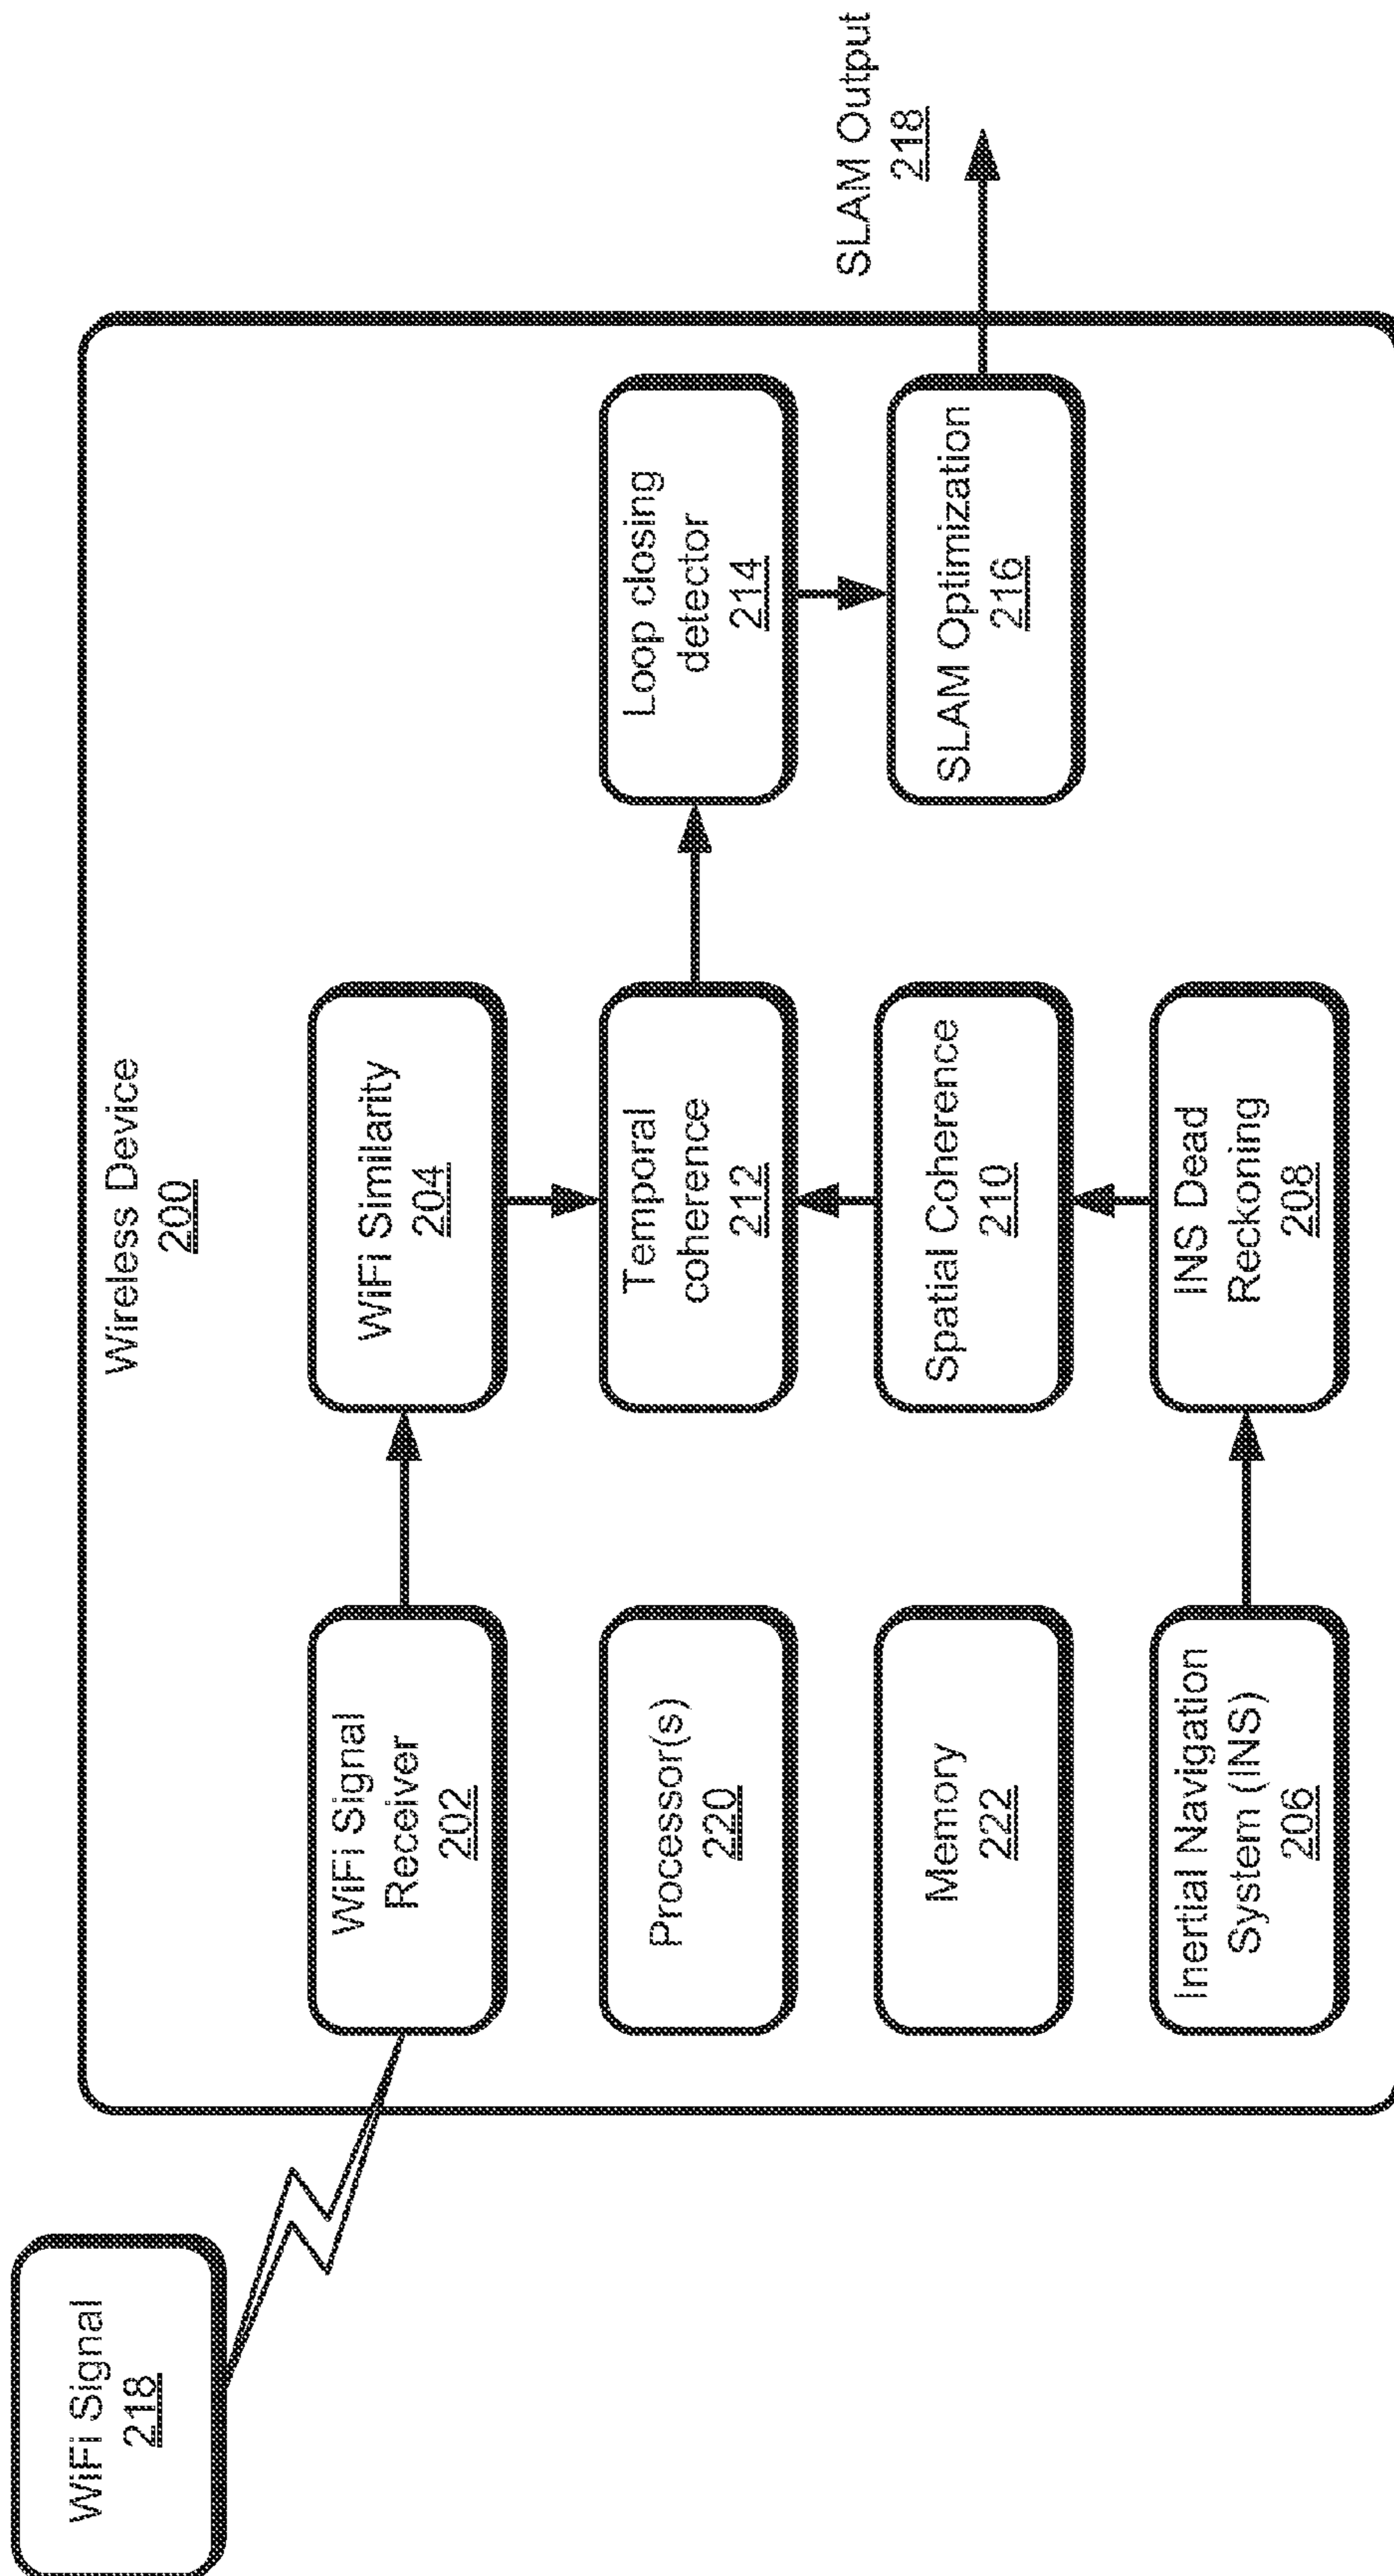 WiFi Signal
218
Wireless Device
200
WiFi Signal
Receiver
202
WiFi Similarity
204
Processor(s)
220
Temporal
coherence
212
Loop closing
detector
214
Memory
222
Spatial Coherence
210
SLAM Optimization
216
SLAM Output
218
Inertial Navigation
System (INS)
206
INS Dead
Reckoning
208